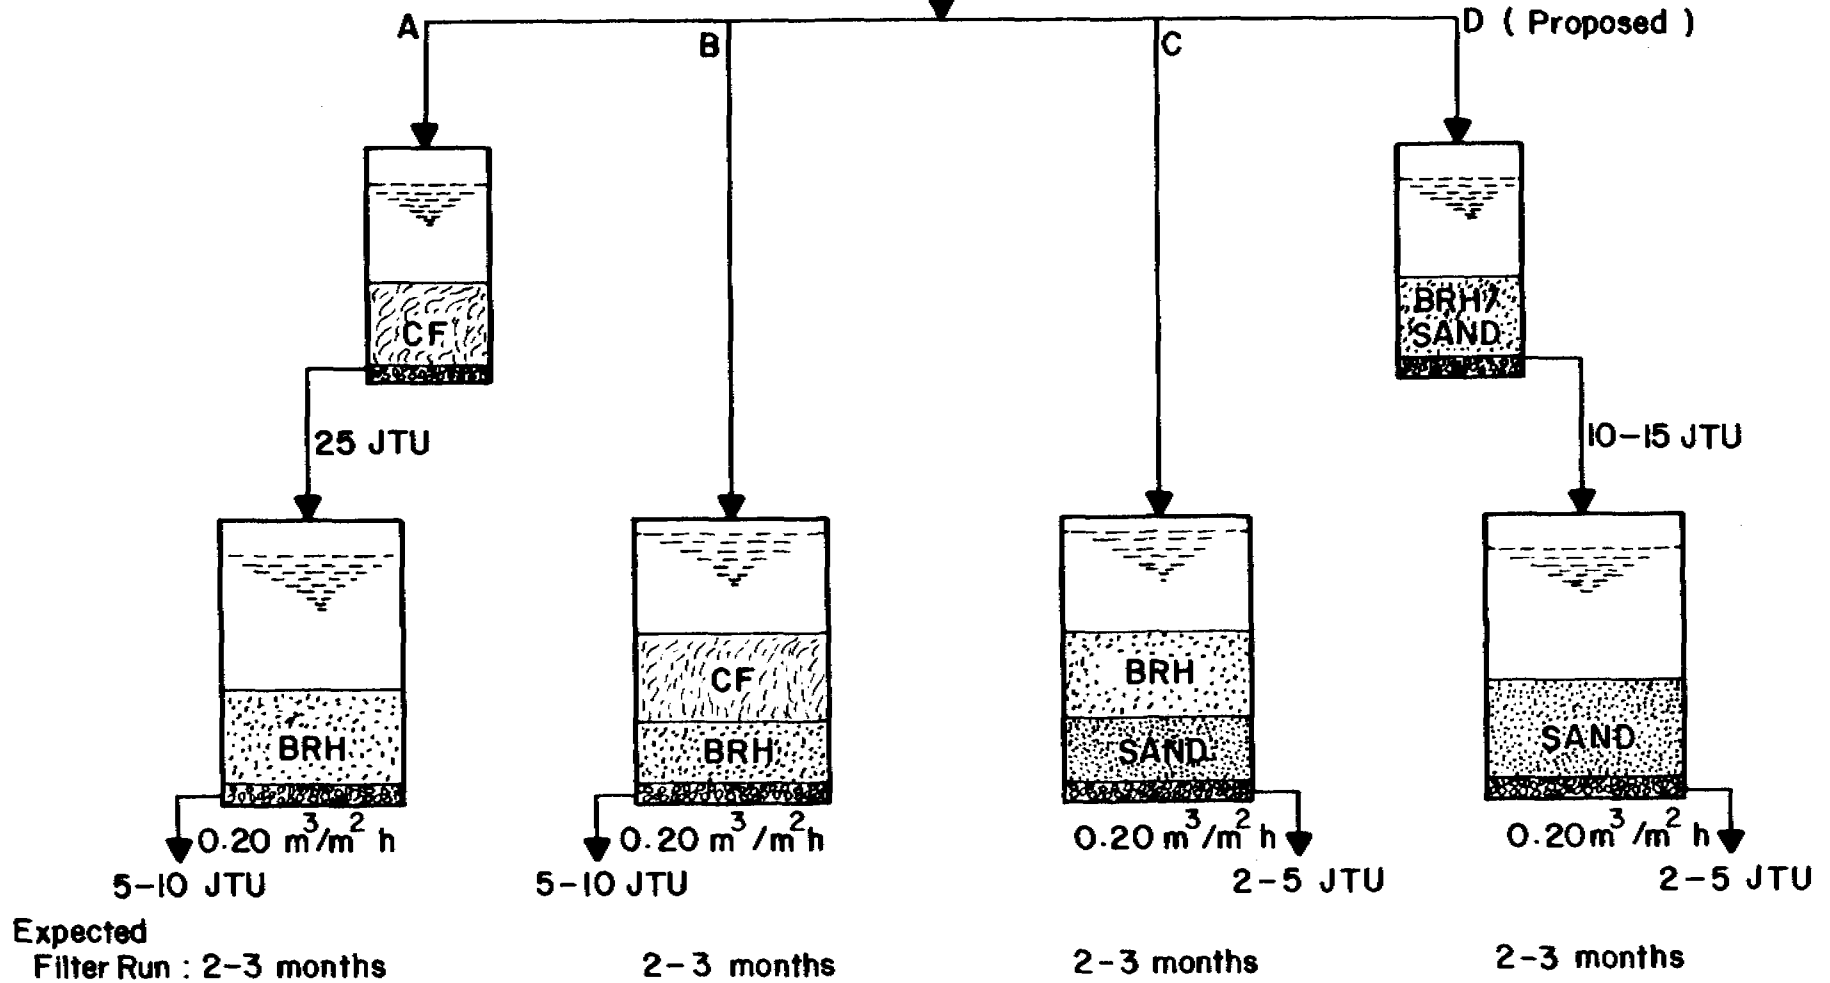 A
B
C
D ( Proposed )
CF
BRH/
SAND
25 JTU
10-15 JTU
BRH
CF
BRH
BRH
SAND
SAND
0.20 m³/m² h
0.20 m³/m² h
0.20 m³/m² h
0.20 m³/m² h
5-10 JTU
5-10 JTU
2-5 JTU
2-5 JTU
Expected
Filter Run : 2-3 months
2-3 months
2-3 months
2-3 months